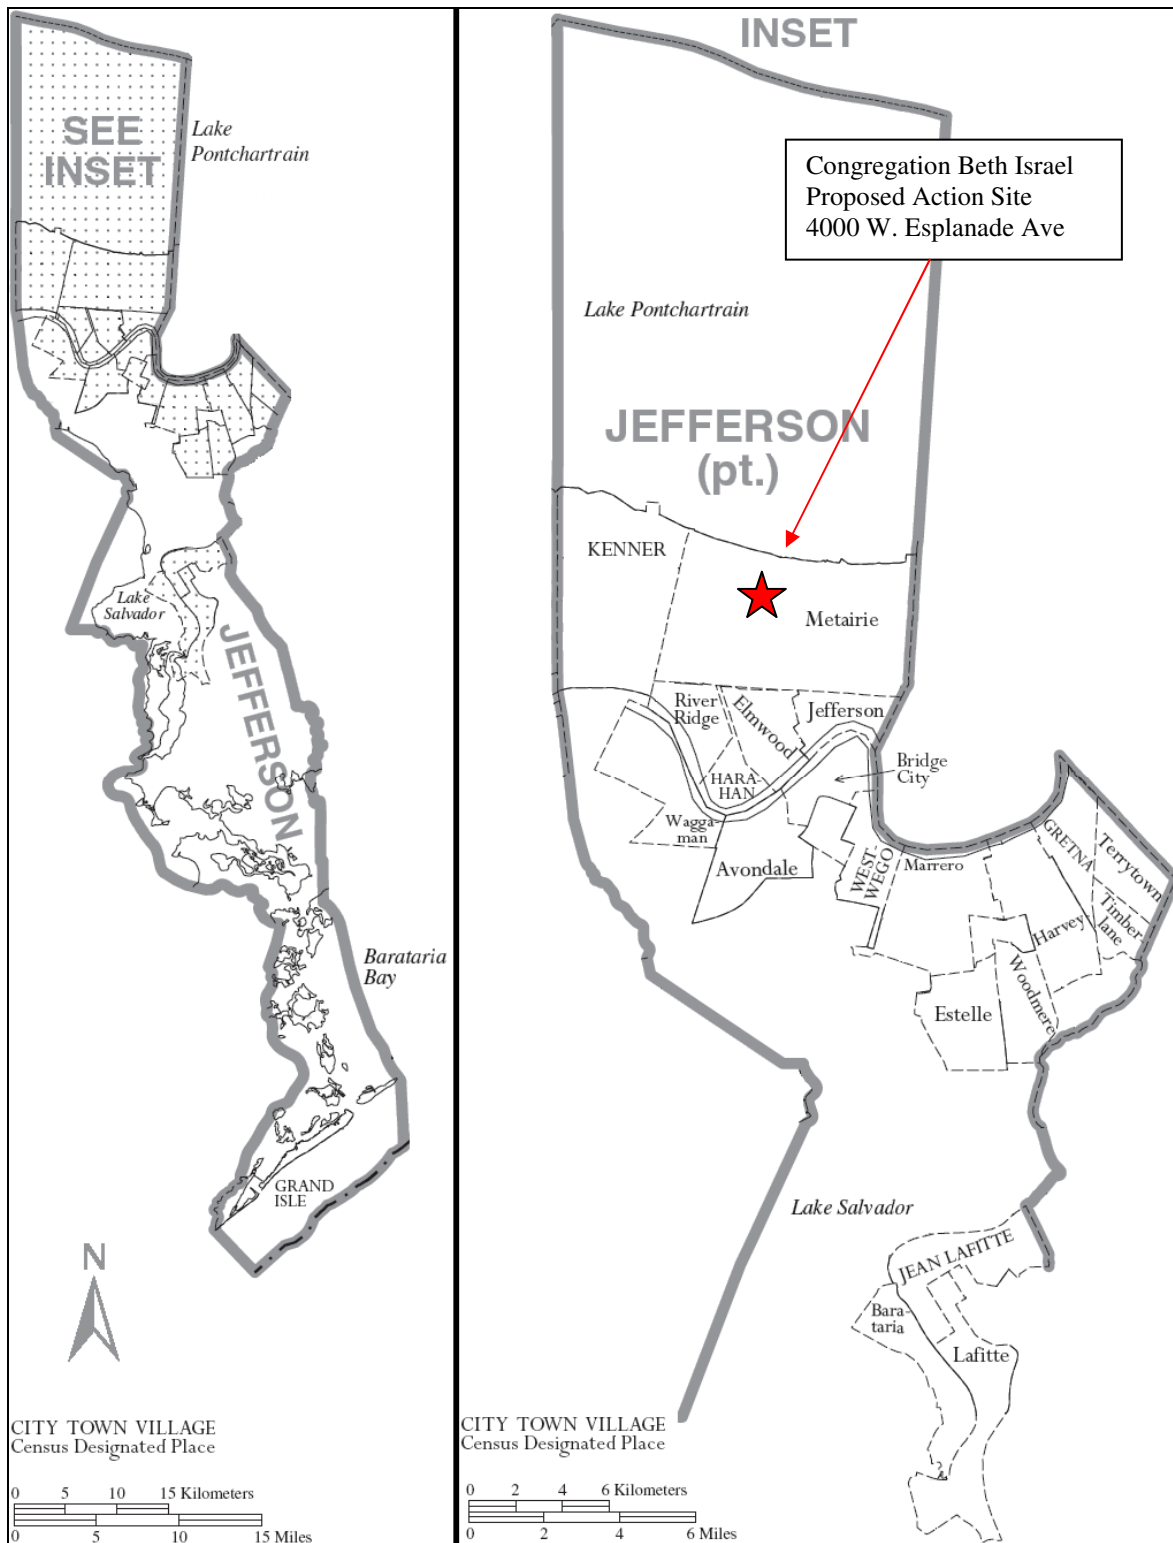 SEE
INSET
Lake
Pontchartrain
Lake
Salvador
JEFFERSON
Barataria
Bay
GRAND
ISLE
N
CITY TOWN VILLAGE
Census Designated Place
0 5 10 15 Kilometers
0 5 10 15 Miles
INSET
Congregation Beth Israel
Proposed Action Site
4000 W. Esplanade Ave
Lake Pontchartrain
JEFFERSON
(pt.)
KENNER
Metairie
River
Ridge
Elmwood
Jefferson
HARA-
HAN
Bridge
City
Wagga-
man
Avondale
WEST-
WEGO
Marrero
GRETNA
Terrytown
Timber
lane
Harvey
Woodmere
Estelle
Lake Salvador
JEAN LAFITTE
Bara-
taria
Lafitte
CITY TOWN VILLAGE
Census Designated Place
0 2 4 6 Kilometers
0 2 4 6 Miles